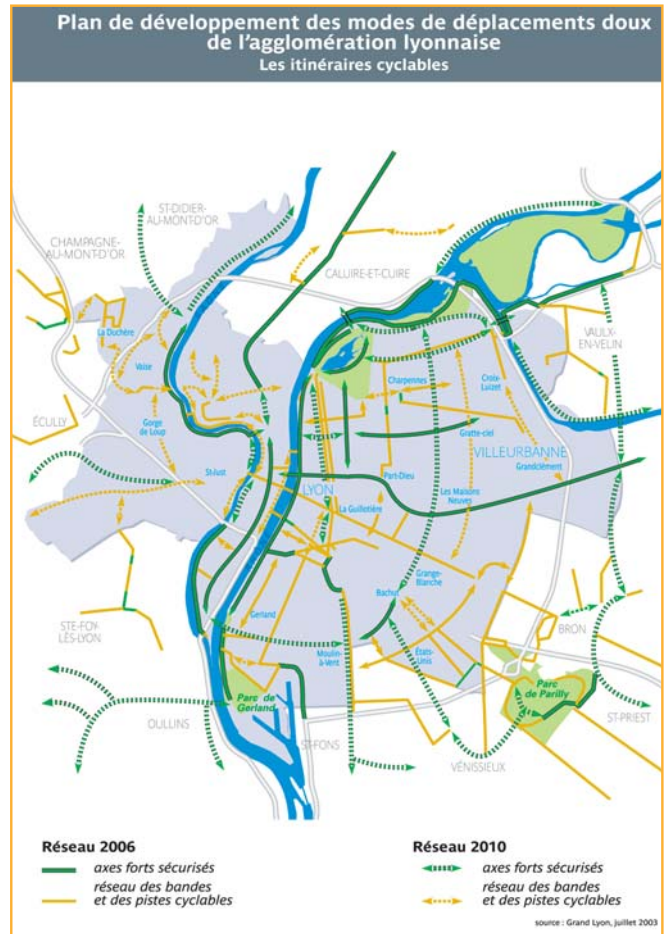 Plan de développement des modes de déplacements doux
de l'agglomération lyonnaise
Les itinéraires cyclables
ST-DIDIER-
AU-MONT-D'OR
CHAMPAGNE-
AU-MONT-D'OR
CALUIRE-ET-CUIRE
La Duchère
VAULX-
EN-VELIN
Vaise
Charpennes
Croix-
Luizet
ÉCULLY
Gorge
de Loup
Gratte-ciel
VILLEURBANNE
St-Just
Part-Dieu
Grandclément
LYON
Les Maisons
Neuves
La Guillotière
Grange-
Blanche
Bachut
STE-FOY-
LÈS-LYON
Gerland
BRON
Moulin-
à-Vent
États-
Unis
Parc de
Gerland
Parc
de Parilly
ST-PRIEST
OULLINS
ST-FONS
VÉNISSIEUX
Réseau 2006
axes forts sécurisés
réseau des bandes
et des pistes cyclables
Réseau 2010
axes forts sécurisés
réseau des bandes
et des pistes cyclables
source : Grand Lyon, juillet 2003